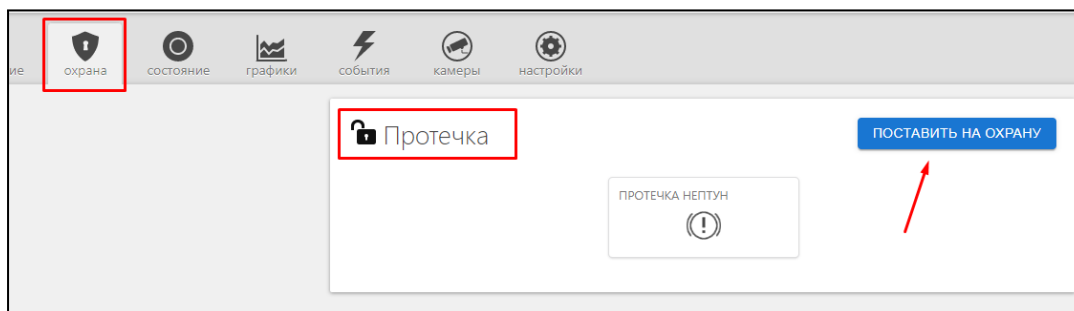 ие охрана состояние графики события камеры настройки
Протечка ПОСТАВИТЬ НА ОХРАНУ
ПРОТЕЧКА НЕПТУН